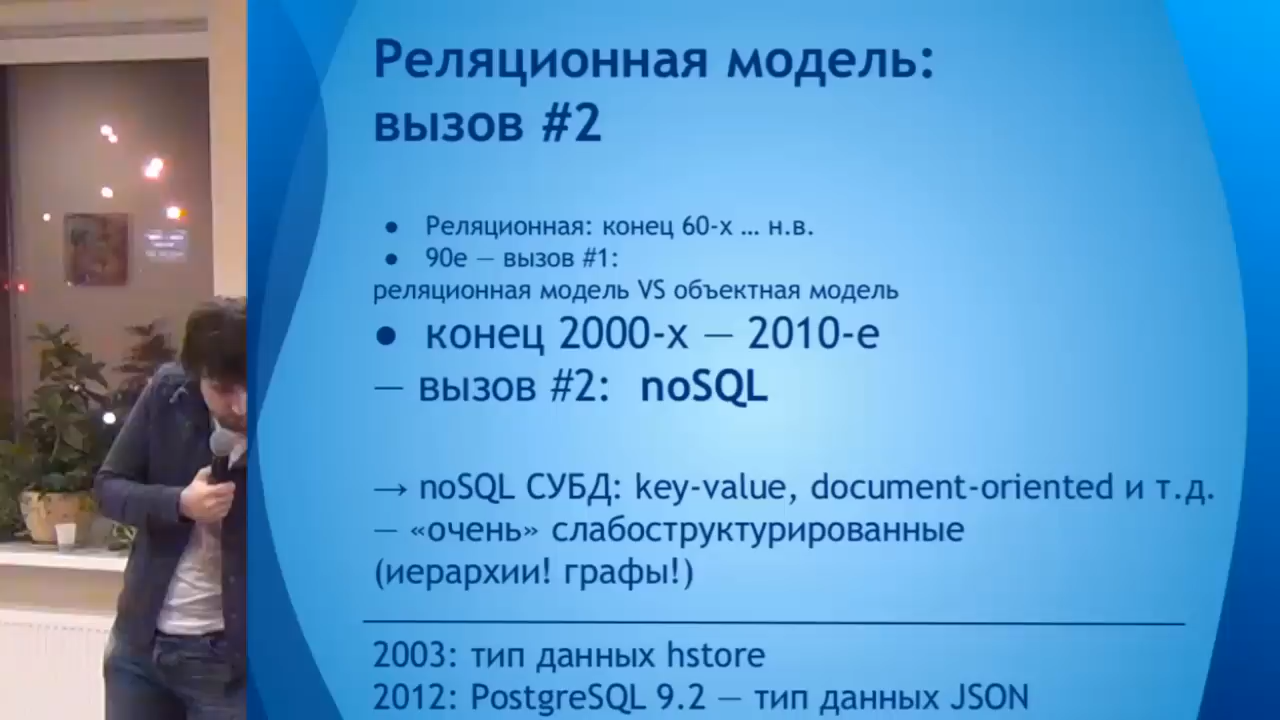 Реляционная модель:
вызов #2
● Реляционная: конец 60-х … н.в.
● 90е — вызов #1:
реляционная модель VS объектная модель
● конец 2000-х — 2010-е
— вызов #2: noSQL
→ noSQL СУБД: key-value, document-oriented и т.д.
— «очень» слабоструктурированные
(иерархии! графы!)
2003: тип данных hstore
2012: PostgreSQL 9.2 — тип данных JSON